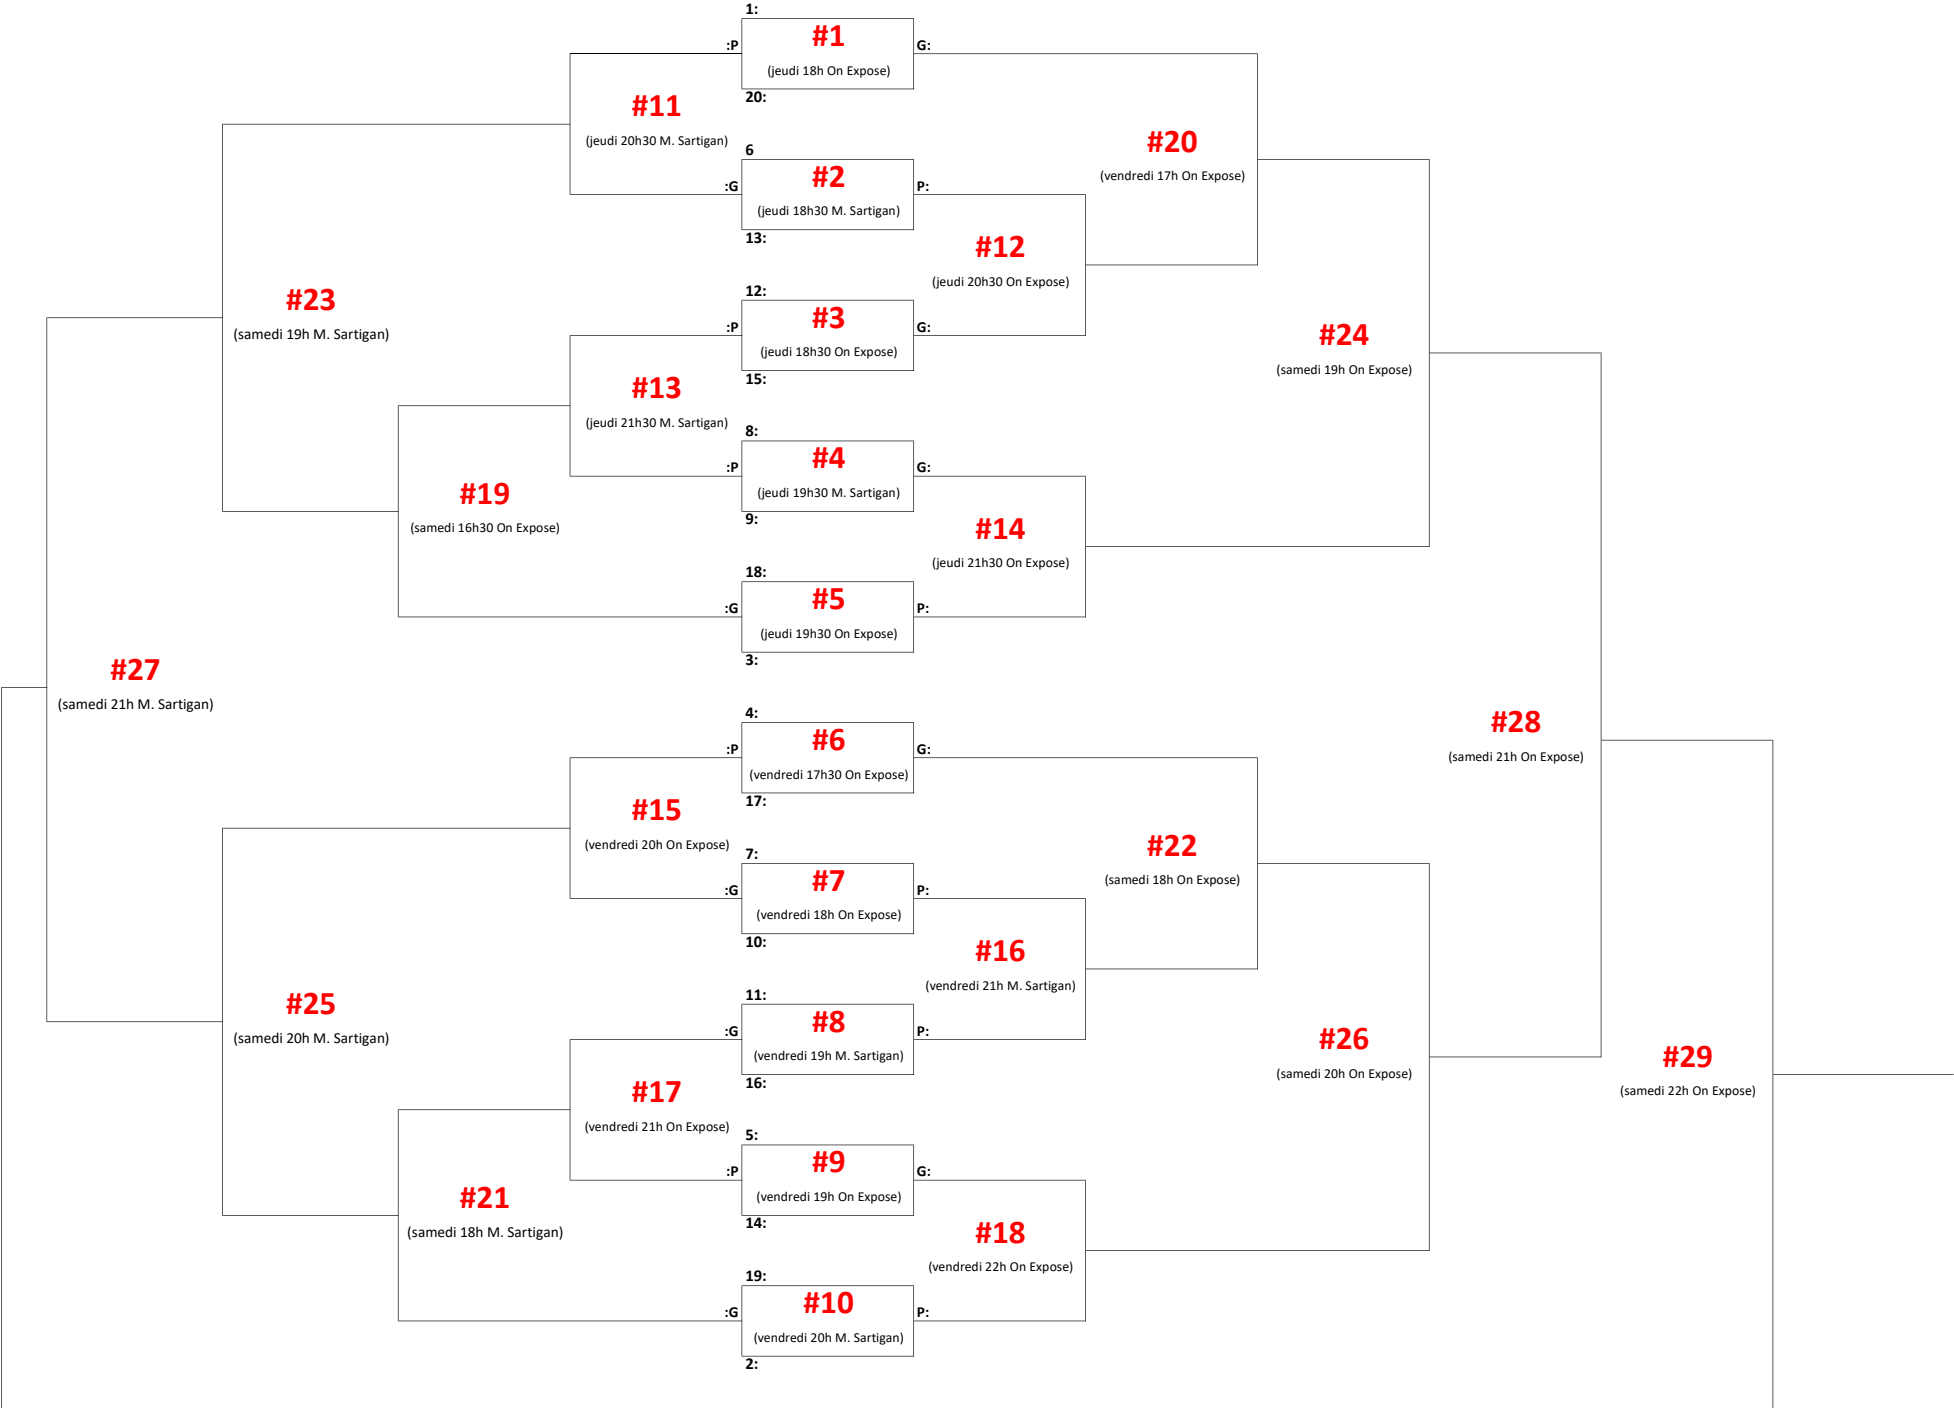 1:
:P #1 G:
(jeudi 18h On Expose)
20:
#11
(jeudi 20h30 M. Sartigan)
#20
(vendredi 17h On Expose)
6
:G #2 P:
(jeudi 18h30 M. Sartigan)
13:
#12
(jeudi 20h30 On Expose)
#23
(samedi 19h M. Sartigan)
12:
:P #3 G:
(jeudi 18h30 On Expose)
15:
#24
(samedi 19h On Expose)
#13
(jeudi 21h30 M. Sartigan)
8:
:P #4 G:
(jeudi 19h30 M. Sartigan)
9:
#19
(samedi 16h30 On Expose)
#14
(jeudi 21h30 On Expose)
18:
:G #5 P:
(jeudi 19h30 On Expose)
3:
#27
(samedi 21h M. Sartigan)
4:
:P #6 G:
(vendredi 17h30 On Expose)
17:
#28
(samedi 21h On Expose)
#15
(vendredi 20h On Expose)
#22
(samedi 18h On Expose)
7:
:G #7 P:
(vendredi 18h On Expose)
10:
#16
(vendredi 21h M. Sartigan)
#25
(samedi 20h M. Sartigan)
11:
:G #8 P:
(vendredi 19h M. Sartigan)
16:
#26
(samedi 20h On Expose)
#29
(samedi 22h On Expose)
#17
(vendredi 21h On Expose)
5:
:P #9 G:
(vendredi 19h On Expose)
14:
#21
(samedi 18h M. Sartigan)
#18
(vendredi 22h On Expose)
19:
:G #10 P:
(vendredi 20h M. Sartigan)
2: